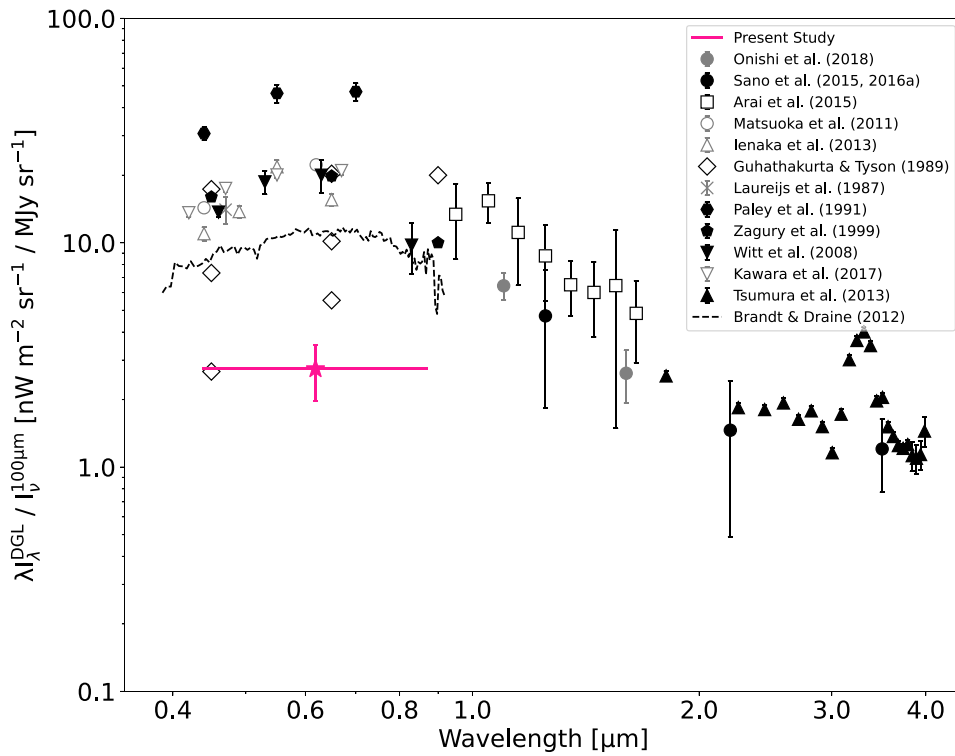 100.0
10.0
1.0
0.1
λI_λ^DGL / I_ν^100μm [nW m⁻² sr⁻¹ / MJy sr⁻¹]
Present Study
Onishi et al. (2018)
Sano et al. (2015, 2016a)
Arai et al. (2015)
Matsuoka et al. (2011)
Ienaka et al. (2013)
Guhathakurta & Tyson (1989)
Laureijs et al. (1987)
Paley et al. (1991)
Zagury et al. (1999)
Witt et al. (2008)
Kawara et al. (2017)
Tsumura et al. (2013)
Brandt & Draine (2012)
0.4 0.6 0.8 1.0 2.0 3.0 4.0
Wavelength [μm]